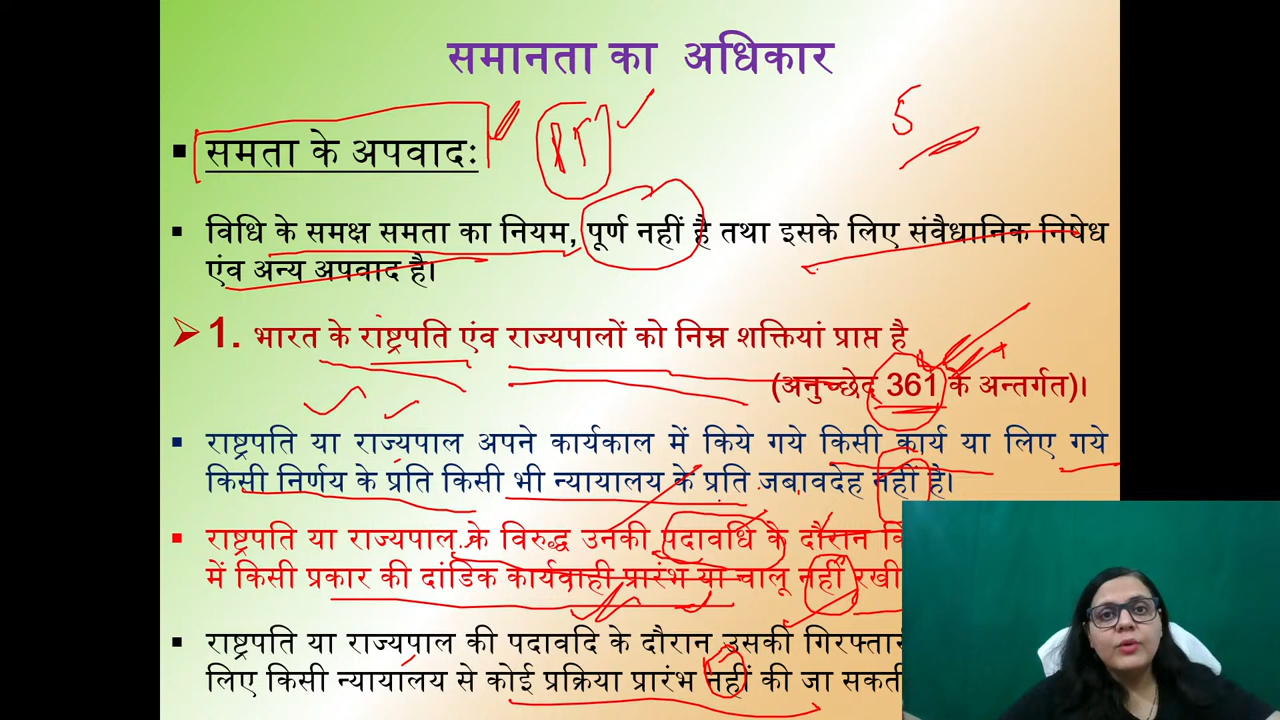 समानता का अधिकार
5
▪ समता के अपवादः
▪ विधि के समक्ष समता का नियम, पूर्ण नहीं है तथा इसके लिए संवैधानिक निषेध
एंव अन्य अपवाद है।
➢ 1. भारत के राष्ट्रपति एंव राज्यपालों को निम्न शक्तियां प्राप्त है
(अनुच्छेद 361 के अन्तर्गत)।
▪ राष्ट्रपति या राज्यपाल अपने कार्यकाल में किये गये किसी कार्य या लिए गये
किसी निर्णय के प्रति किसी भी न्यायालय के प्रति जबावदेह नहीं है।
▪ राष्ट्रपति या राज्यपाल के विरुद्ध उनकी पदावधि के दौरान
में किसी प्रकार की दांडिक कार्यवाही प्रारंभ या चालू नहीं रखी
▪ राष्ट्रपति या राज्यपाल की पदावदि के दौरान उसकी
लिए किसी न्यायालय से कोई प्रक्रिया प्रारंभ नहीं की जा सकती